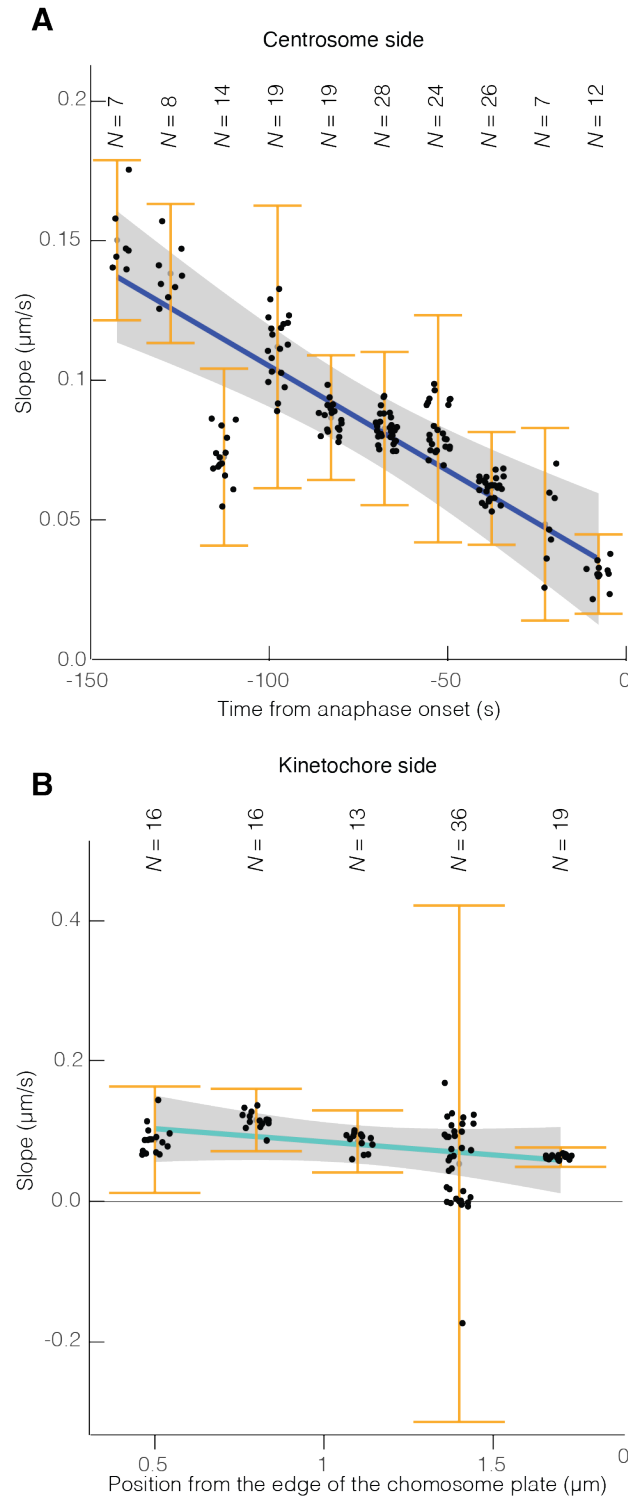 A
Centrosome side
N = 7
N = 8
N = 14
N = 19
N = 19
N = 28
N = 24
N = 26
N = 7
N = 12
0.2
0.15
0.1
0.05
0.0
Slope (µm/s)
-150
-100
-50
0
Time from anaphase onset (s)
Kinetochore side
B
N = 16
N = 16
N = 13
N = 36
N = 19
0.4
0.2
0.0
-0.2
Slope (µm/s)
0.5
1
1.5
0
Position from the edge of the chomosome plate (µm)